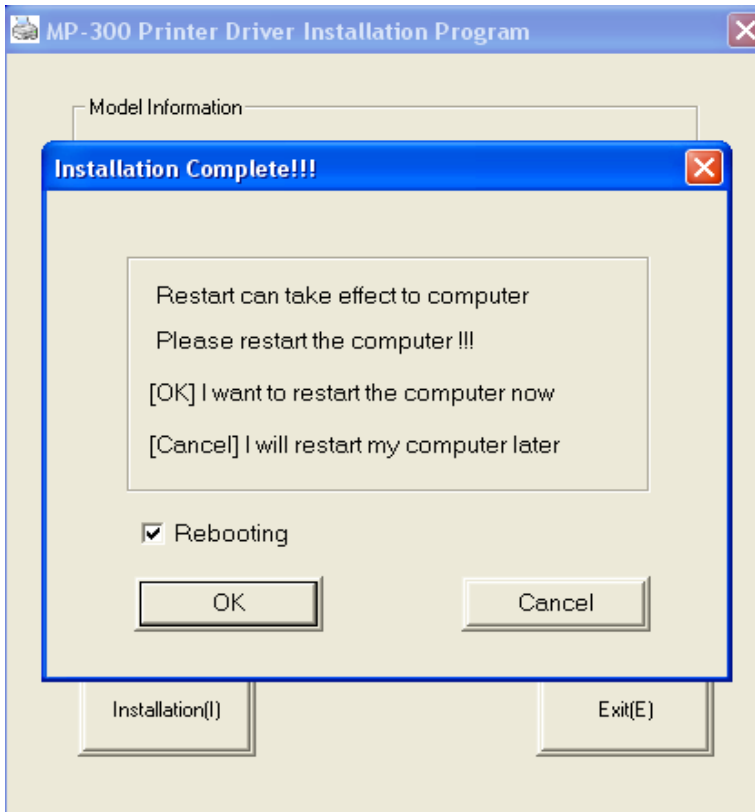 MP-300 Printer Driver Installation Program
Model Information
Installation Complete!!!
Restart can take effect to computer
Please restart the computer !!!
[OK] I want to restart the computer now
[Cancel] I will restart my computer later
Rebooting
OK Cancel
Installation(I) Exit(E)